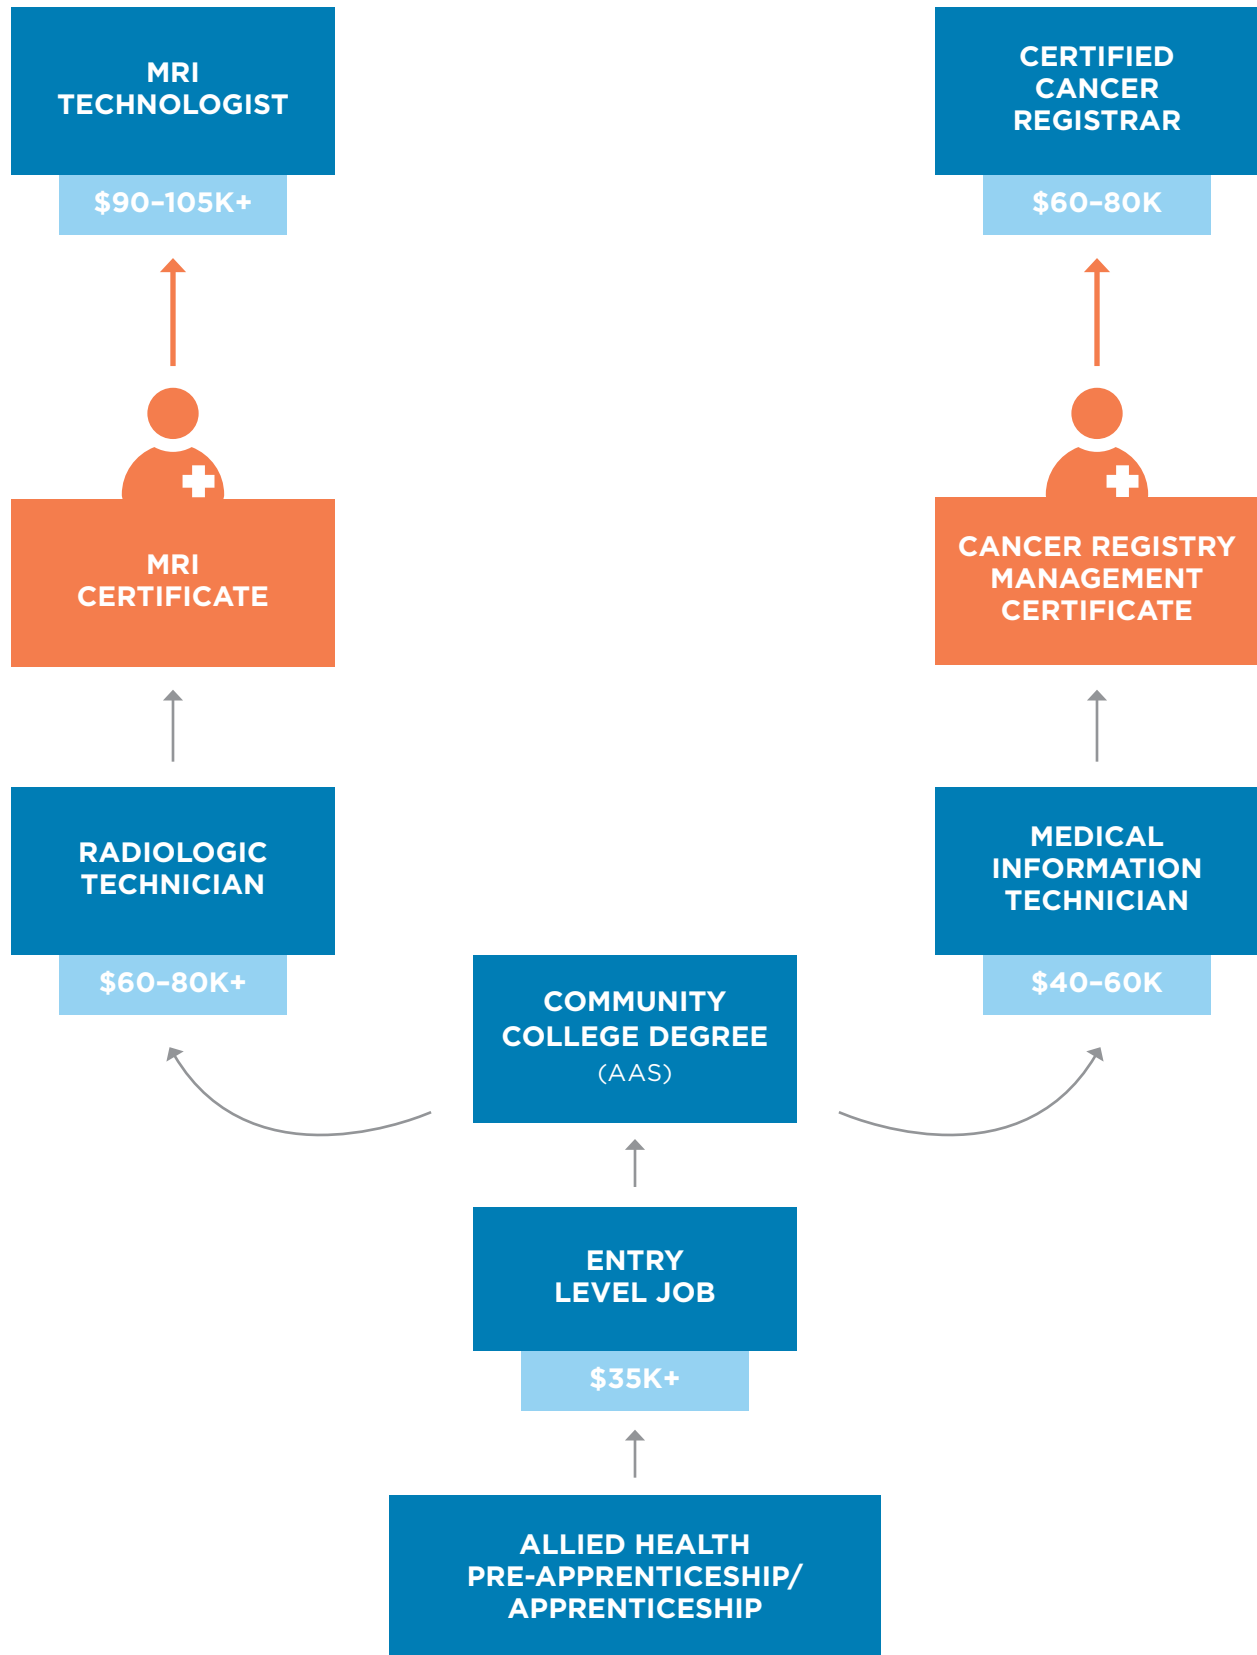 MRI
TECHNOLOGIST
$90–105K+
CERTIFIED
CANCER
REGISTRAR
$60–80K
MRI
CERTIFICATE
CANCER REGISTRY
MANAGEMENT
CERTIFICATE
RADIOLOGIC
TECHNICIAN
$60–80K+
MEDICAL
INFORMATION
TECHNICIAN
$40–60K
COMMUNITY
COLLEGE DEGREE
(AAS)
ENTRY
LEVEL JOB
$35K+
ALLIED HEALTH
PRE-APPRENTICESHIP/
APPRENTICESHIP